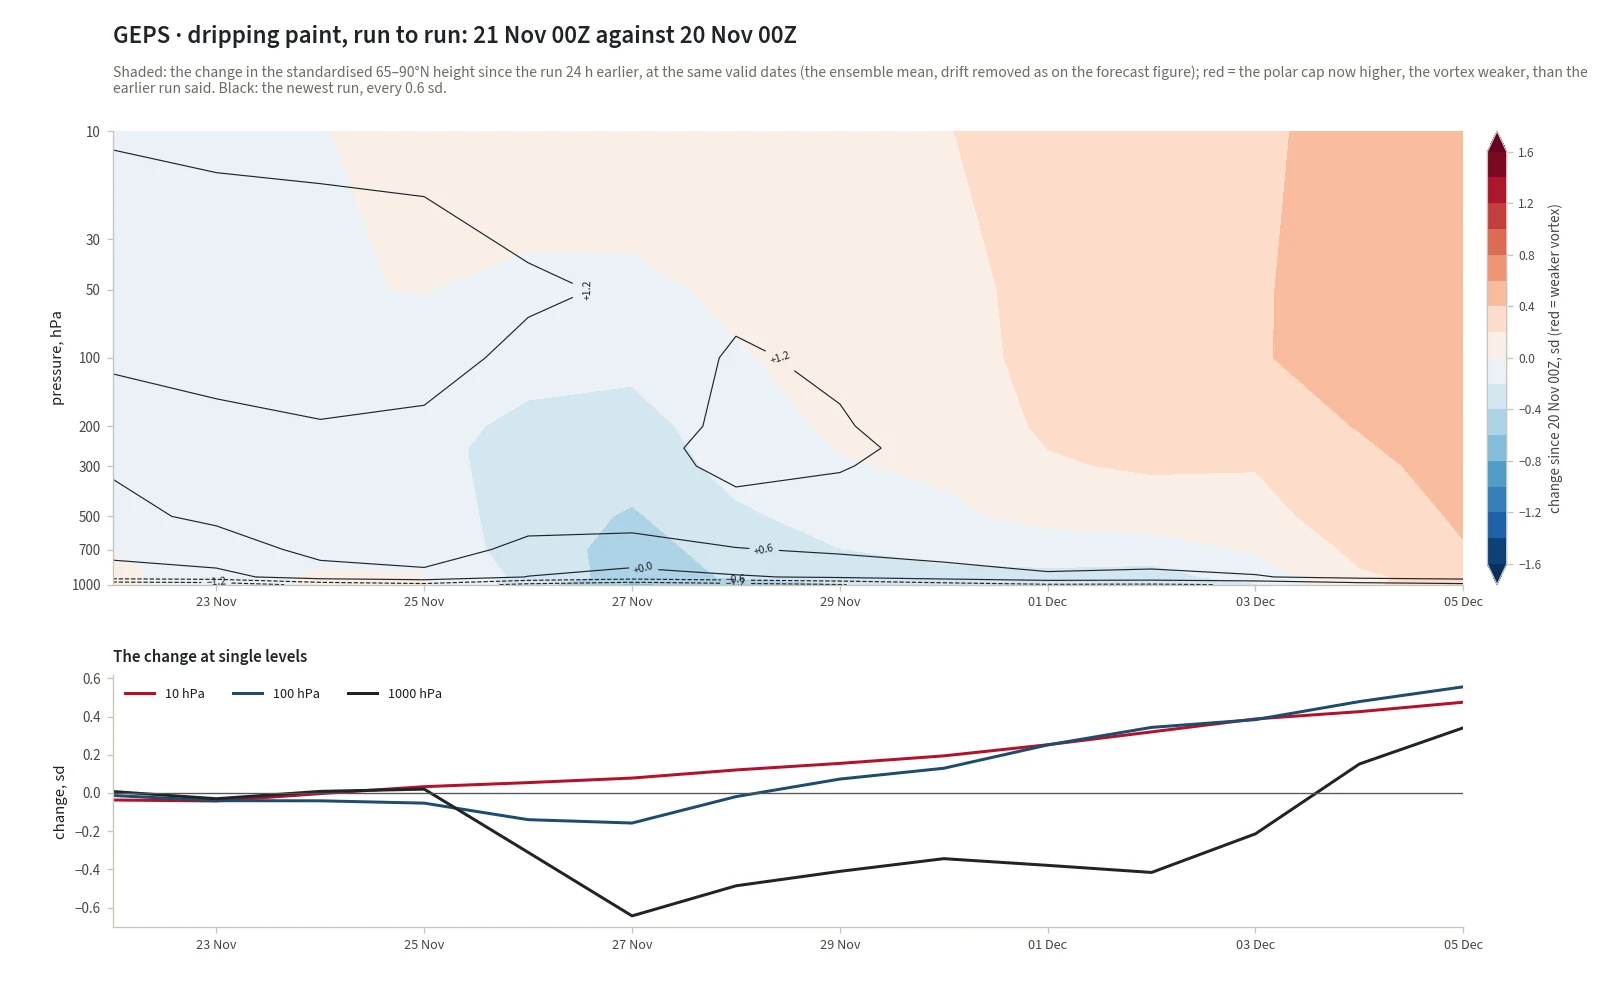 GEPS · dripping paint, run to run: 21 Nov 00Z against 20 Nov 00Z
Shaded: the change in the standardised 65–90°N height since the run 24 h earlier, at the same valid dates (the ensemble mean, drift removed as on the forecast figure); red = the polar cap now higher, the vortex weaker, than the
earlier run said. Black: the newest run, every 0.6 sd.
pressure, hPa
10
30
50
100
200
300
500
700
1000
+1.2
+1.2
+0.6
+0.0
−0.6
−1.2
23 Nov
25 Nov
27 Nov
29 Nov
01 Dec
03 Dec
05 Dec
1.6
1.2
0.8
0.4
0.0
−0.4
−0.8
−1.2
−1.6
change since 20 Nov 00Z, sd (red = weaker vortex)
The change at single levels
10 hPa
100 hPa
1000 hPa
change, sd
0.6
0.4
0.2
0.0
−0.2
−0.4
−0.6
23 Nov
25 Nov
27 Nov
29 Nov
01 Dec
03 Dec
05 Dec